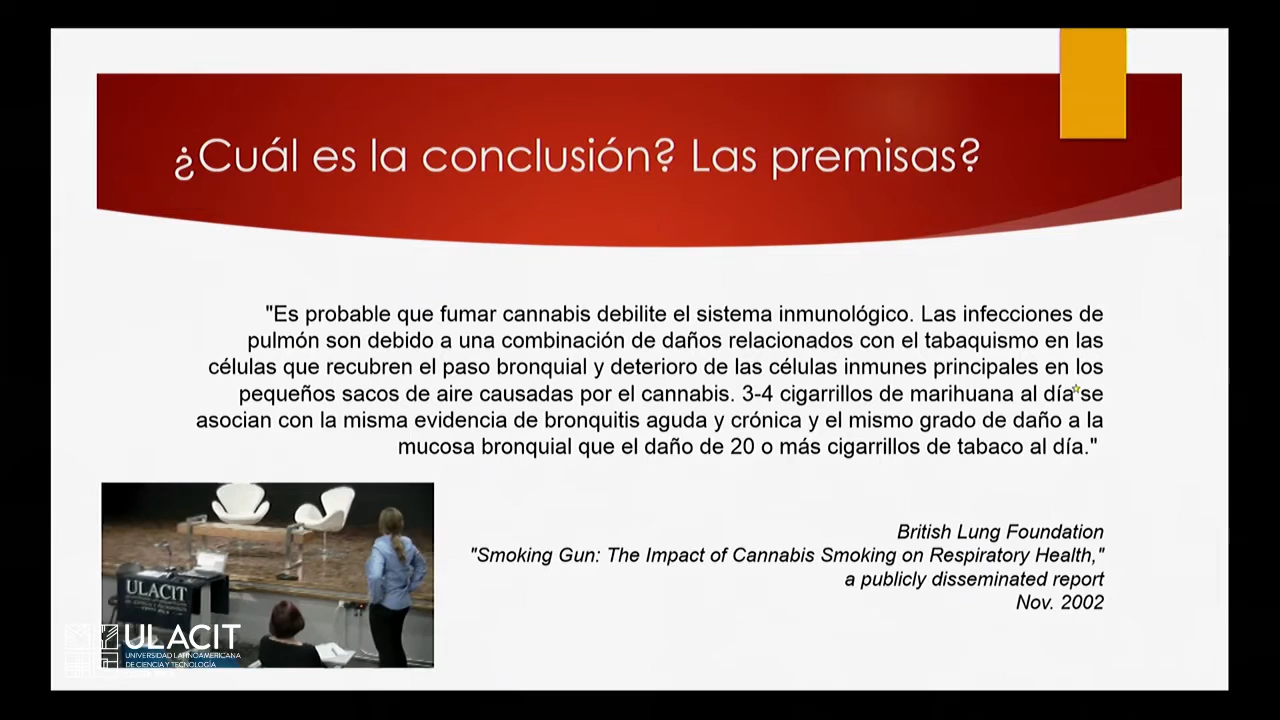 ¿Cuál es la conclusión? Las premisas?
"Es probable que fumar cannabis debilite el sistema inmunológico. Las infecciones de
pulmón son debido a una combinación de daños relacionados con el tabaquismo en las
células que recubren el paso bronquial y deterioro de las células inmunes principales en los
pequeños sacos de aire causadas por el cannabis. 3-4 cigarrillos de marihuana al día se
asocian con la misma evidencia de bronquitis aguda y crónica y el mismo grado de daño a la
mucosa bronquial que el daño de 20 o más cigarrillos de tabaco al día."
British Lung Foundation
"Smoking Gun: The Impact of Cannabis Smoking on Respiratory Health,"
a publicly disseminated report
Nov. 2002
ULACIT
ULACIT
UNIVERSIDAD LATINOAMERICANA
DE CIENCIA Y TECNOLOGÍA